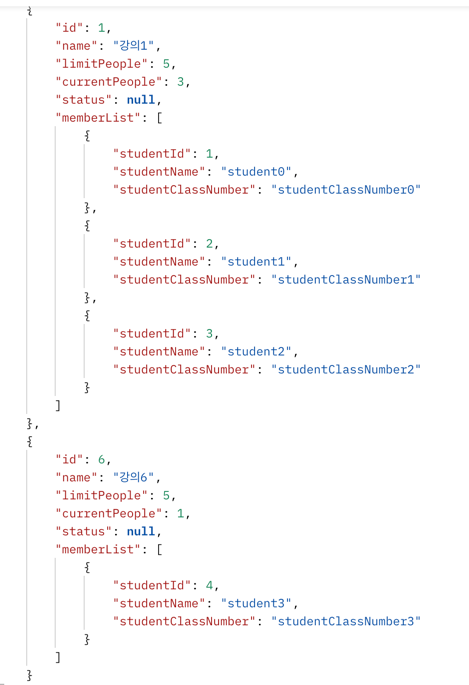 {
"id": 1,
"name": "강의1",
"limitPeople": 5,
"currentPeople": 3,
"status": null,
"memberList": [
{
"studentId": 1,
"studentName": "student0",
"studentClassNumber": "studentClassNumber0"
},
{
"studentId": 2,
"studentName": "student1",
"studentClassNumber": "studentClassNumber1"
},
{
"studentId": 3,
"studentName": "student2",
"studentClassNumber": "studentClassNumber2"
}
]
},
{
"id": 6,
"name": "강의6",
"limitPeople": 5,
"currentPeople": 1,
"status": null,
"memberList": [
{
"studentId": 4,
"studentName": "student3",
"studentClassNumber": "studentClassNumber3"
}
]
}